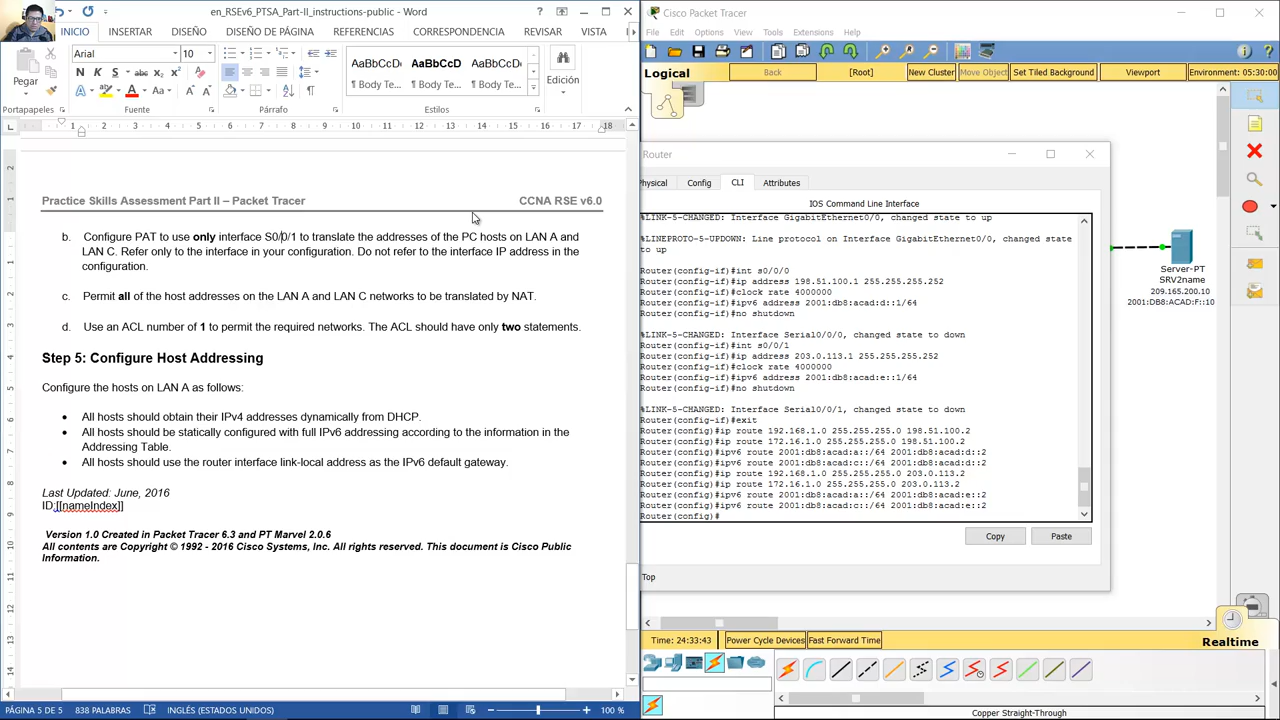 en_RSEv6_PTSA_Part-II_instructions-public - Word
INICIO INSERTAR DISEÑO DISEÑO DE PÁGINA REFERENCIAS CORRESPONDENCIA REVISAR VISTA
Arial 10
AaBbCcDc AaBbCcD AaBbCcDc
Pegar
N K S abc x₂ x²
¶ Body Te... ¶ Body Te... ¶ Body Te...
Edición
Portapapeles Fuente Párrafo Estilos
1 2 3 4 5 6 7 8 9 10 11 12 13 14 15 16 17 18
Practice Skills Assessment Part II – Packet Tracer CCNA RSE v6.0
b. Configure PAT to use only interface S0/0/1 to translate the addresses of the PC hosts on LAN A and
LAN C. Refer only to the interface in your configuration. Do not refer to the interface IP address in the
configuration.
c. Permit all of the host addresses on the LAN A and LAN C networks to be translated by NAT.
d. Use an ACL number of 1 to permit the required networks. The ACL should have only two statements.
Step 5: Configure Host Addressing
Configure the hosts on LAN A as follows:
• All hosts should obtain their IPv4 addresses dynamically from DHCP.
• All hosts should be statically configured with full IPv6 addressing according to the information in the
Addressing Table.
• All hosts should use the router interface link-local address as the IPv6 default gateway.
Last Updated: June, 2016
ID:[[nameIndex]]
Version 1.0 Created in Packet Tracer 6.3 and PT Marvel 2.0.6
All contents are Copyright © 1992 - 2016 Cisco Systems, Inc. All rights reserved. This document is Cisco Public
Information.
PÁGINA 5 DE 5 838 PALABRAS INGLÉS (ESTADOS UNIDOS) 100 %
Cisco Packet Tracer
File Edit Options View Tools Extensions Help
Logical Back [Root] New Cluster Move Object Set Tiled Background Viewport Environment: 05:30:00
Router
Physical Config CLI Attributes
IOS Command Line Interface
%LINK-5-CHANGED: Interface GigabitEthernet0/0, changed state to up
%LINEPROTO-5-UPDOWN: Line protocol on Interface GigabitEthernet0/0, changed state
to up
Router(config-if)#int s0/0/0
Router(config-if)#ip address 198.51.100.1 255.255.255.252
Router(config-if)#clock rate 4000000
Router(config-if)#ipv6 address 2001:db8:acad:d::1/64
Router(config-if)#no shutdown
%LINK-5-CHANGED: Interface Serial0/0/0, changed state to down
Router(config-if)#int s0/0/1
Router(config-if)#ip address 203.0.113.1 255.255.255.252
Router(config-if)#clock rate 4000000
Router(config-if)#ipv6 address 2001:db8:acad:e::1/64
Router(config-if)#no shutdown
%LINK-5-CHANGED: Interface Serial0/0/1, changed state to down
Router(config-if)#exit
Router(config)#ip route 192.168.1.0 255.255.255.0 198.51.100.2
Router(config)#ip route 172.16.1.0 255.255.255.0 198.51.100.2
Router(config)#ipv6 route 2001:db8:acad:a::/64 2001:db8:acad:d::2
Router(config)#ipv6 route 2001:db8:acad:c::/64 2001:db8:acad:d::2
Router(config)#ip route 192.168.1.0 255.255.255.0 203.0.113.2
Router(config)#ip route 172.16.1.0 255.255.255.0 203.0.113.2
Router(config)#ipv6 route 2001:db8:acad:a::/64 2001:db8:acad:e::2
Router(config)#ipv6 route 2001:db8:acad:c::/64 2001:db8:acad:e::2
Router(config)#
Copy Paste
Top
Server-PT
SRV2name
209.165.200.10
2001:DB8:ACAD:F::10
Time: 24:33:43 Power Cycle Devices Fast Forward Time
Realtime
Copper Straight-Through